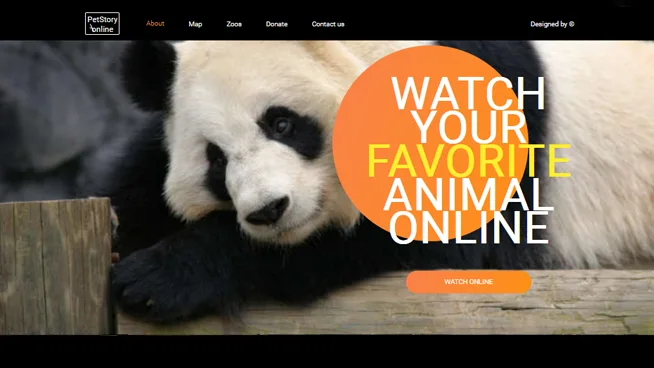 PetStory
online
About
Map
Zoos
Donate
Contact us
Designed by ©
WATCH
YOUR
FAVORITE
ANIMAL
ONLINE
WATCH ONLINE